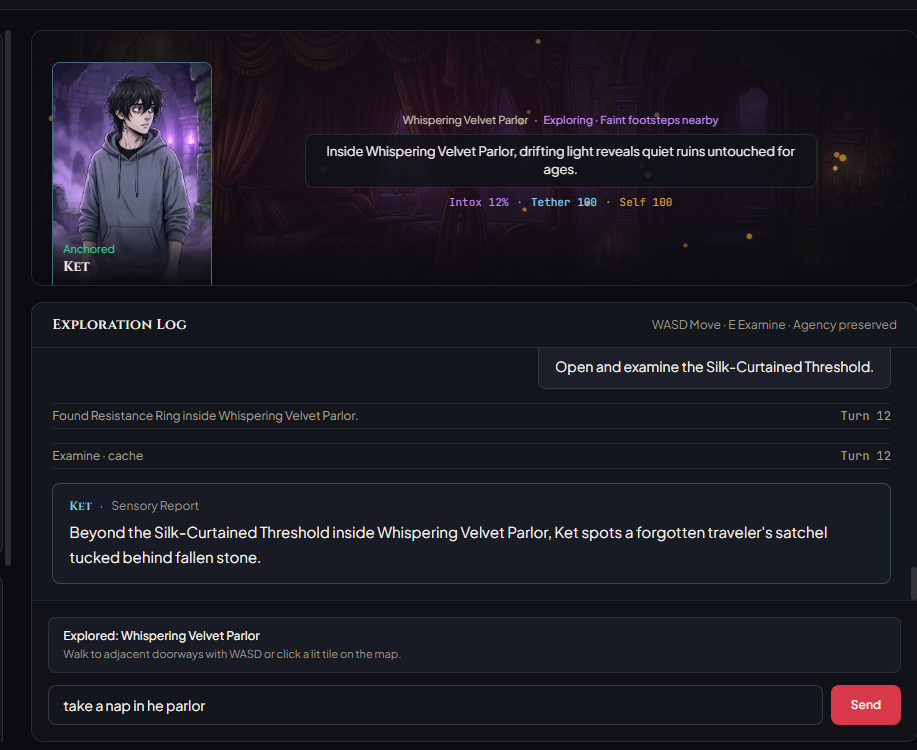 Whispering Velvet Parlor · Exploring · Faint footsteps nearby
Inside Whispering Velvet Parlor, drifting light reveals quiet ruins untouched for
ages.
Intox 12% · Tether 100 · Self 100
Anchored
Ket
Exploration Log
WASD Move · E Examine · Agency preserved
Open and examine the Silk-Curtained Threshold.
Found Resistance Ring inside Whispering Velvet Parlor.
Turn 12
Examine · cache
Turn 12
Ket · Sensory Report
Beyond the Silk-Curtained Threshold inside Whispering Velvet Parlor, Ket spots a forgotten traveler's satchel
tucked behind fallen stone.
Explored: Whispering Velvet Parlor
Walk to adjacent doorways with WASD or click a lit tile on the map.
take a nap in he parlor
Send